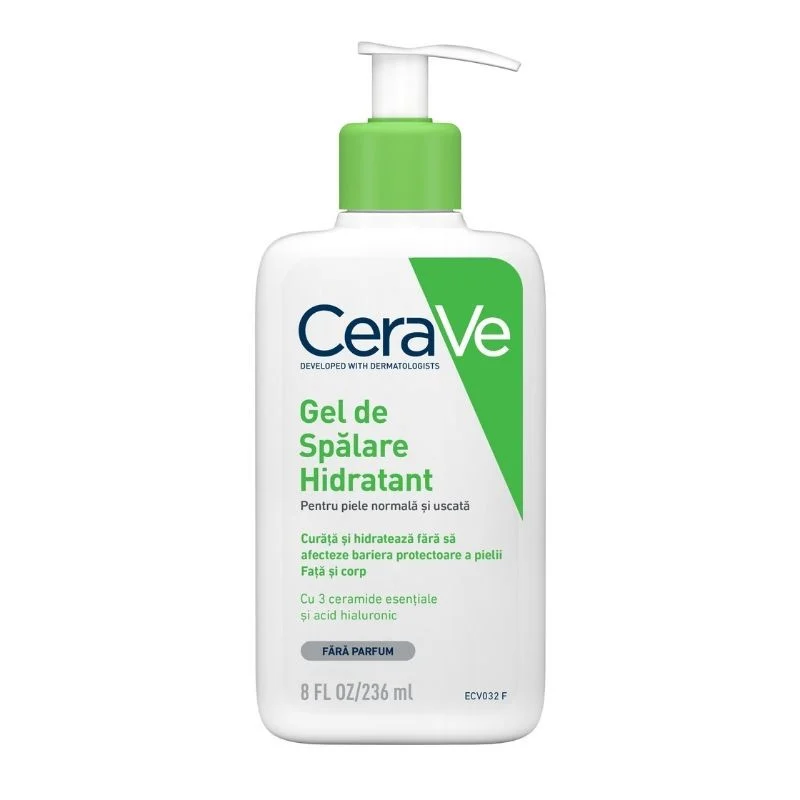 CeraVe
DEVELOPED WITH DERMATOLOGISTS
Gel de
Spălare
Hidratant
Pentru piele normală și uscată
Curăță și hidratează fără să
afecteze bariera protectoare a pielii
Față și corp
Cu 3 ceramide esențiale
și acid hialuronic
FĂRĂ PARFUM
8 FL OZ/236 ml
ECV032 F